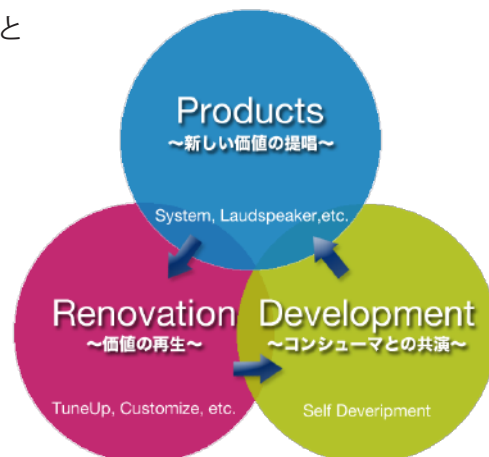 と
Products
～新しい価値の提唱～
System, Laudspeaker,etc.
Renovation
～価値の再生～
TuneUp, Customize, etc.
Development
～コンシューマとの共演～
Self Deveripment